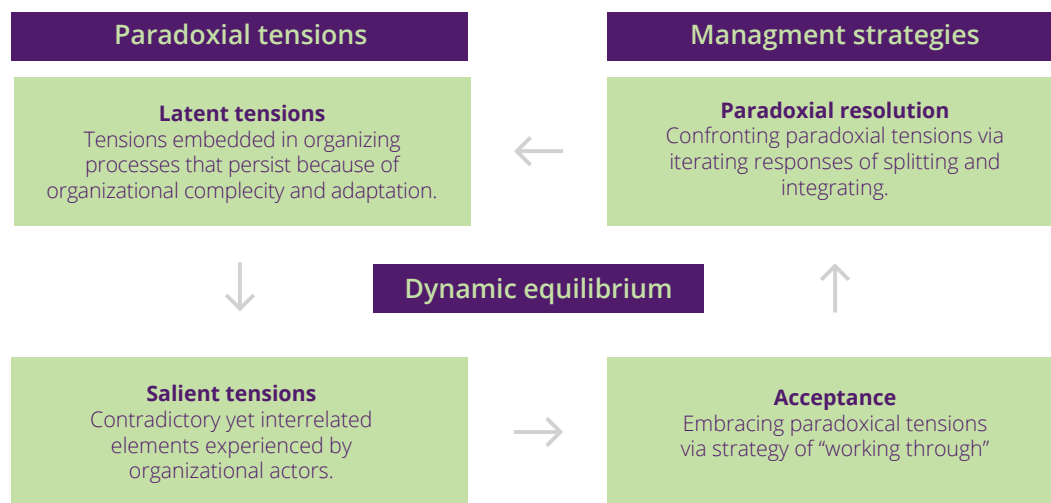 Paradoxial tensions
Managment strategies
Latent tensions
Tensions embedded in organizing
processes that persist because of
organizational complecity and adaptation.
Paradoxial resolution
Confronting paradoxial tensions via
iterating responses of splitting and
integrating.
Dynamic equilibrium
Salient tensions
Contradictory yet interrelated
elements experienced by
organizational actors.
Acceptance
Embracing paradoxical tensions
via strategy of “working through”